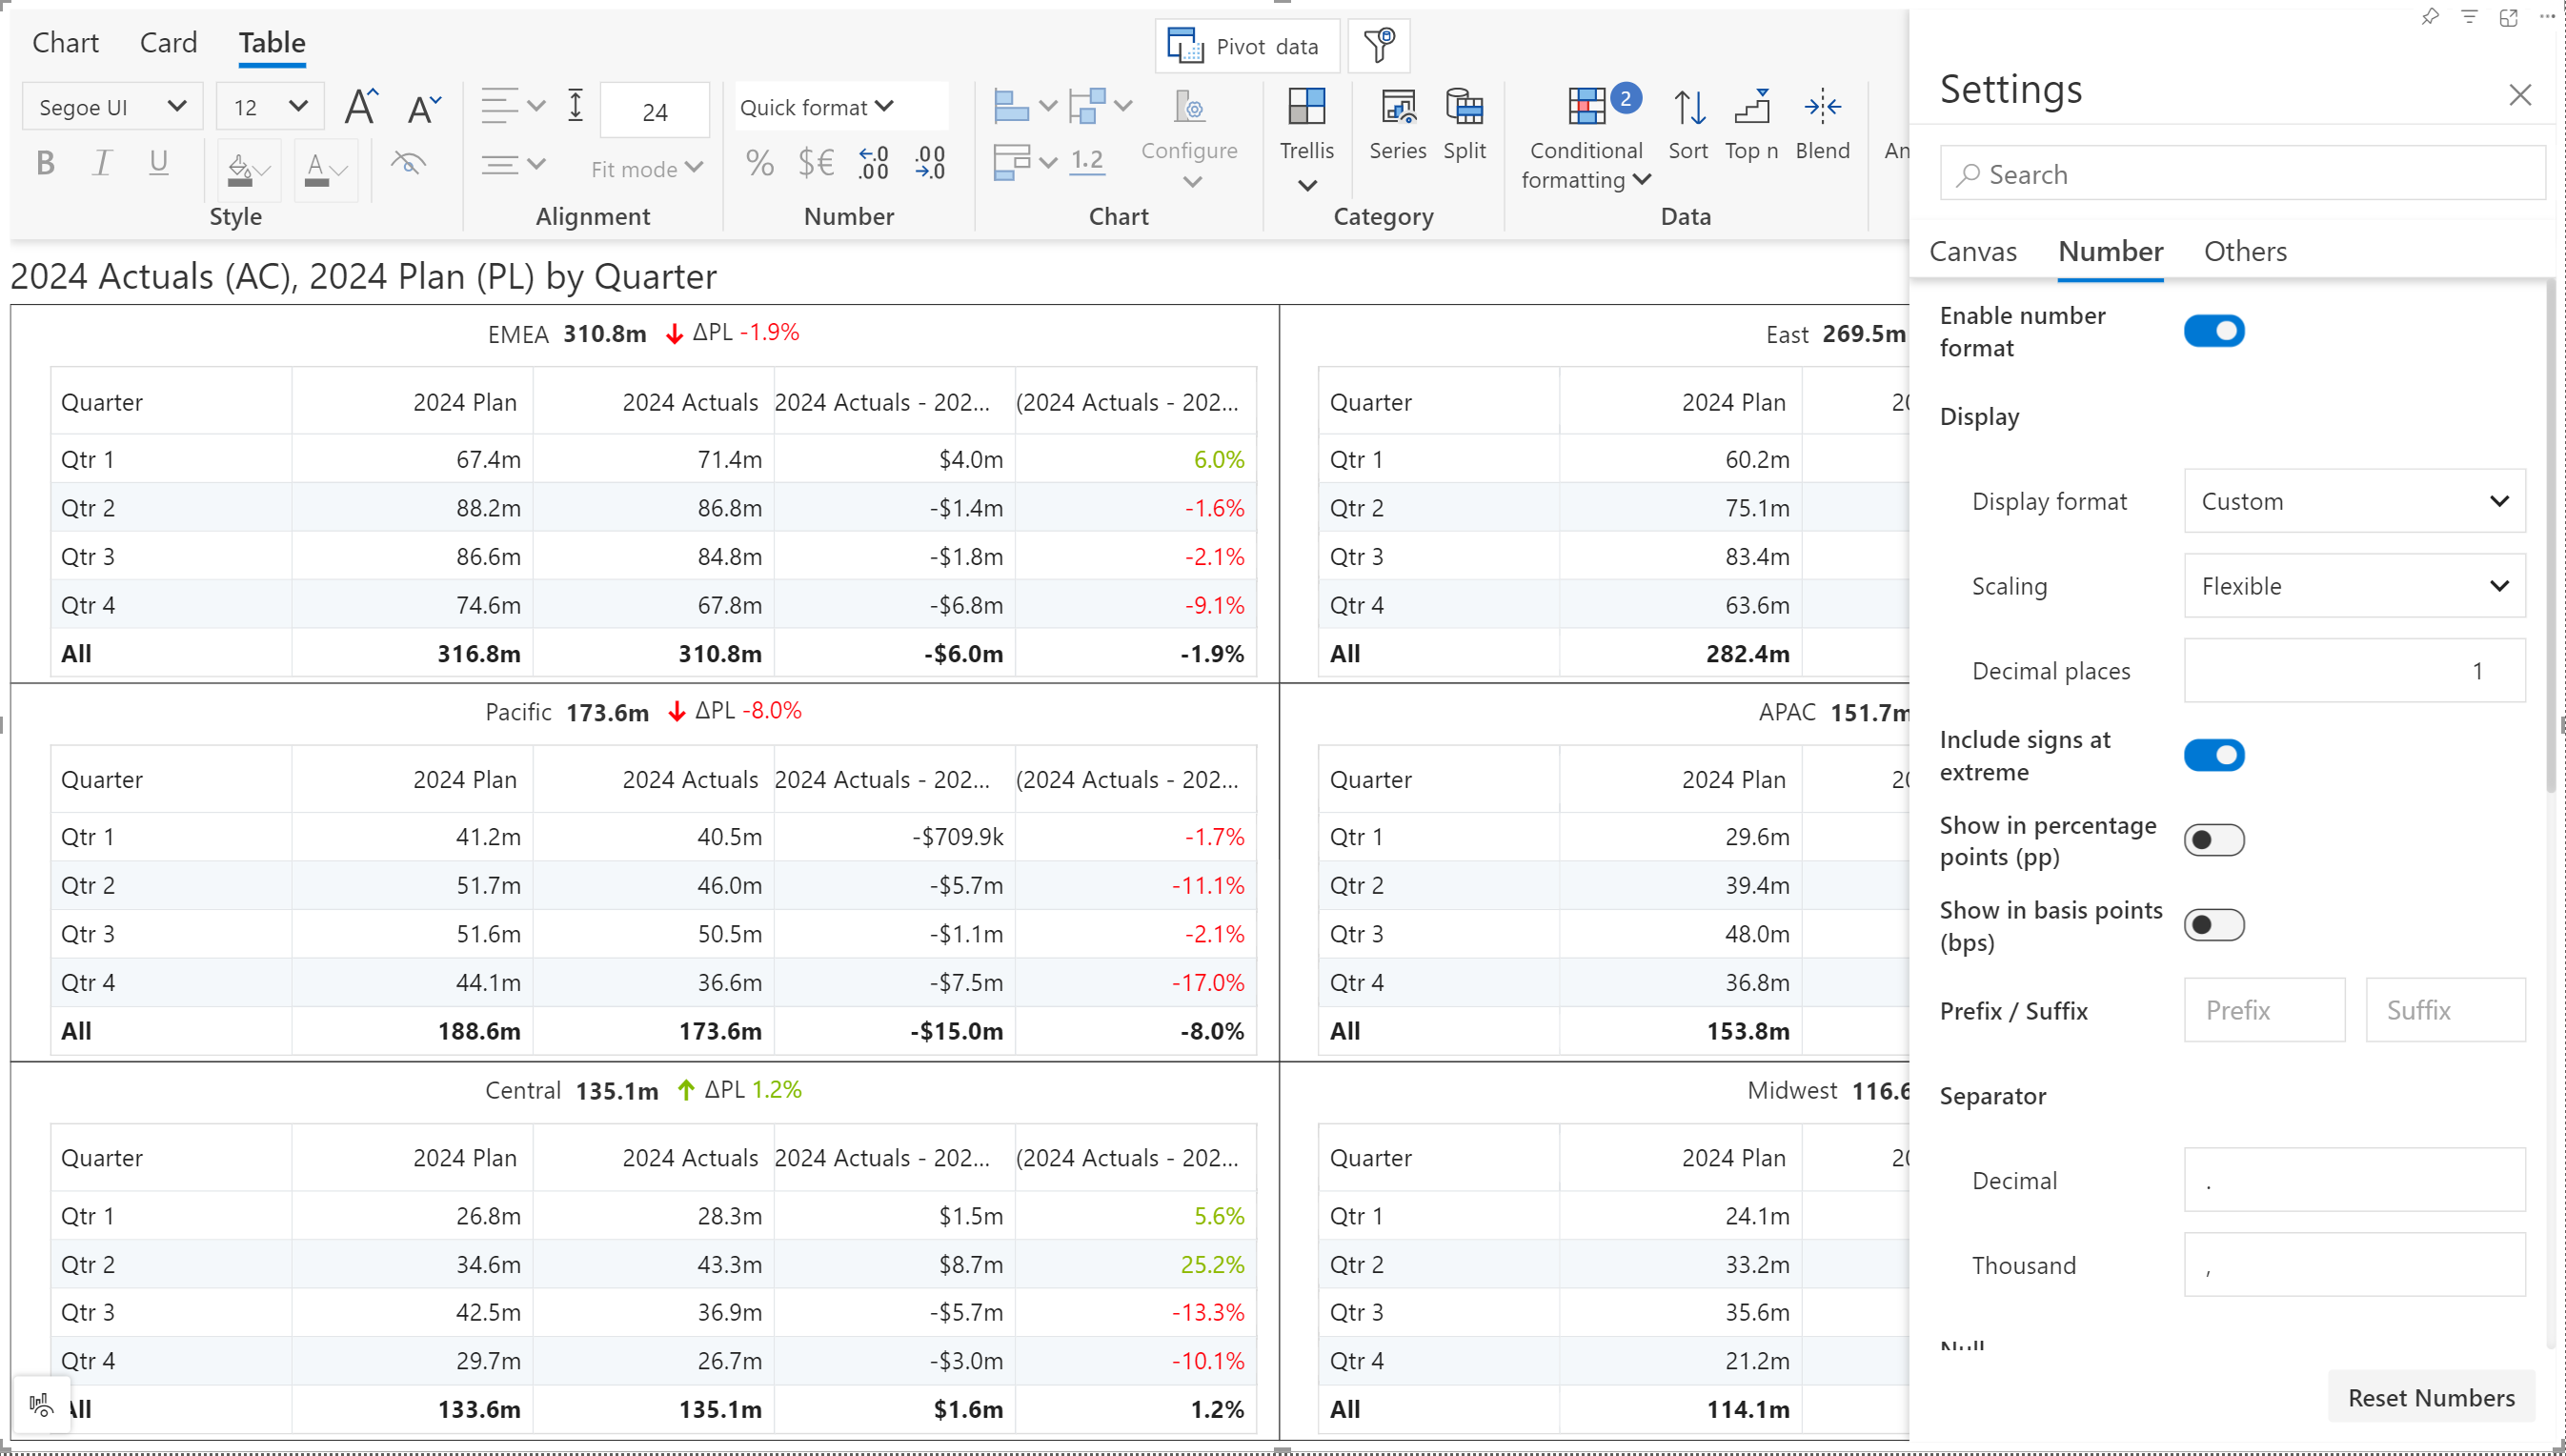 Chart Card Table
Pivot data
Segoe UI 12 24 Quick format
B I U A Fit mode % $€ .0 .00 .00 .0 1.2 Configure
Trellis Series Split Conditional formatting 2 Sort Top n Blend
Style Alignment Number Chart Category Data
2024 Actuals (AC), 2024 Plan (PL) by Quarter
EMEA 310.8m ΔPL -1.9%
Quarter 2024 Plan 2024 Actuals 2024 Actuals - 202... (2024 Actuals - 202...
Qtr 1 67.4m 71.4m $4.0m 6.0%
Qtr 2 88.2m 86.8m -$1.4m -1.6%
Qtr 3 86.6m 84.8m -$1.8m -2.1%
Qtr 4 74.6m 67.8m -$6.8m -9.1%
All 316.8m 310.8m -$6.0m -1.9%
East 269.5m
Quarter 2024 Plan
Qtr 1 60.2m
Qtr 2 75.1m
Qtr 3 83.4m
Qtr 4 63.6m
All 282.4m
Pacific 173.6m ΔPL -8.0%
Quarter 2024 Plan 2024 Actuals 2024 Actuals - 202... (2024 Actuals - 202...
Qtr 1 41.2m 40.5m -$709.9k -1.7%
Qtr 2 51.7m 46.0m -$5.7m -11.1%
Qtr 3 51.6m 50.5m -$1.1m -2.1%
Qtr 4 44.1m 36.6m -$7.5m -17.0%
All 188.6m 173.6m -$15.0m -8.0%
APAC 151.7m
Quarter 2024 Plan
Qtr 1 29.6m
Qtr 2 39.4m
Qtr 3 48.0m
Qtr 4 36.8m
All 153.8m
Central 135.1m ΔPL 1.2%
Quarter 2024 Plan 2024 Actuals 2024 Actuals - 202... (2024 Actuals - 202...
Qtr 1 26.8m 28.3m $1.5m 5.6%
Qtr 2 34.6m 43.3m $8.7m 25.2%
Qtr 3 42.5m 36.9m -$5.7m -13.3%
Qtr 4 29.7m 26.7m -$3.0m -10.1%
All 133.6m 135.1m $1.6m 1.2%
Midwest 116.6
Quarter 2024 Plan
Qtr 1 24.1m
Qtr 2 33.2m
Qtr 3 35.6m
Qtr 4 21.2m
All 114.1m
Settings
Search
Canvas Number Others
Enable number
format
Display
Display format Custom
Scaling Flexible
Decimal places 1
Include signs at
extreme
Show in percentage
points (pp)
Show in basis points
(bps)
Prefix / Suffix Prefix Suffix
Separator
Decimal .
Thousand ,
Null
Reset Numbers